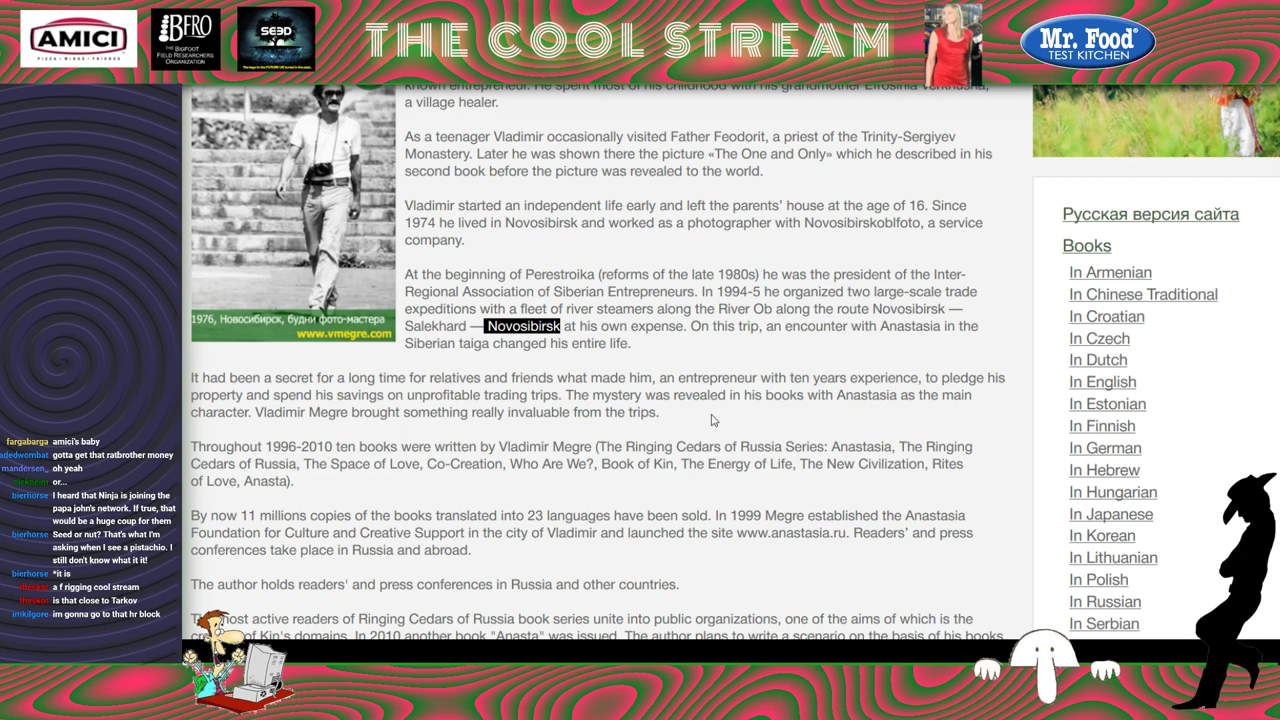 AMICI
PIZZA • WINGS • FRIENDS
BFRO
THE BIGFOOT
FIELD RESEARCHERS
ORGANIZATION
SEED
THE COOL STREAM
Mr. Food
TEST KITCHEN
known entrepreneur. He spent most of his childhood with his grandmother Efrosinia Verkhusha,
a village healer.
As a teenager Vladimir occasionally visited Father Feodorit, a priest of the Trinity-Sergiyev
Monastery. Later he was shown there the picture «The One and Only» which he described in his
second book before the picture was revealed to the world.
Vladimir started an independent life early and left the parents' house at the age of 16. Since
1974 he lived in Novosibirsk and worked as a photographer with Novosibirskoblfoto, a service
company.
At the beginning of Perestroika (reforms of the late 1980s) he was the president of the Inter-
Regional Association of Siberian Entrepreneurs. In 1994-5 he organized two large-scale trade
expeditions with a fleet of river steamers along the River Ob along the route Novosibirsk —
Salekhard — Novosibirsk at his own expense. On this trip, an encounter with Anastasia in the
Siberian taiga changed his entire life.
1976, Новосибирск, будни фото-мастера
www.vmegre.com
It had been a secret for a long time for relatives and friends what made him, an entrepreneur with ten years experience, to pledge his
property and spend his savings on unprofitable trading trips. The mystery was revealed in his books with Anastasia as the main
character. Vladimir Megre brought something really invaluable from the trips.
Throughout 1996-2010 ten books were written by Vladimir Megre (The Ringing Cedars of Russia Series: Anastasia, The Ringing
Cedars of Russia, The Space of Love, Co-Creation, Who Are We?, Book of Kin, The Energy of Life, The New Civilization, Rites
of Love, Anasta).
By now 11 millions copies of the books translated into 23 languages have been sold. In 1999 Megre established the Anastasia
Foundation for Culture and Creative Support in the city of Vladimir and launched the site www.anastasia.ru. Readers' and press
conferences take place in Russia and abroad.
The author holds readers' and press conferences in Russia and other countries.
most active readers of Ringing Cedars of Russia book series unite into public organizations, one of the aims of which is the
of Kin's domains. In 2010 another book "Anasta" was issued. The author plans to write a scenario on the basis of his books
Русская версия сайта
Books
In Armenian
In Chinese Traditional
In Croatian
In Czech
In Dutch
In English
In Estonian
In Finnish
In German
In Hebrew
In Hungarian
In Japanese
In Korean
In Lithuanian
In Polish
In Russian
In Serbian
fargabarga amici's baby
adedwombat gotta get that ratbrother money
mandersen_ oh yeah
or...
bierhorse I heard that Ninja is joining the
papa john's network. If true, that
would be a huge coup for them
bierhorse Seed or nut? That's what I'm
asking when I see a pistachio. I
still don't know what it it!
bierhorse *it is
a f rigging cool stream
is that close to Tarkov
imkilgore im gonna go to that hr block